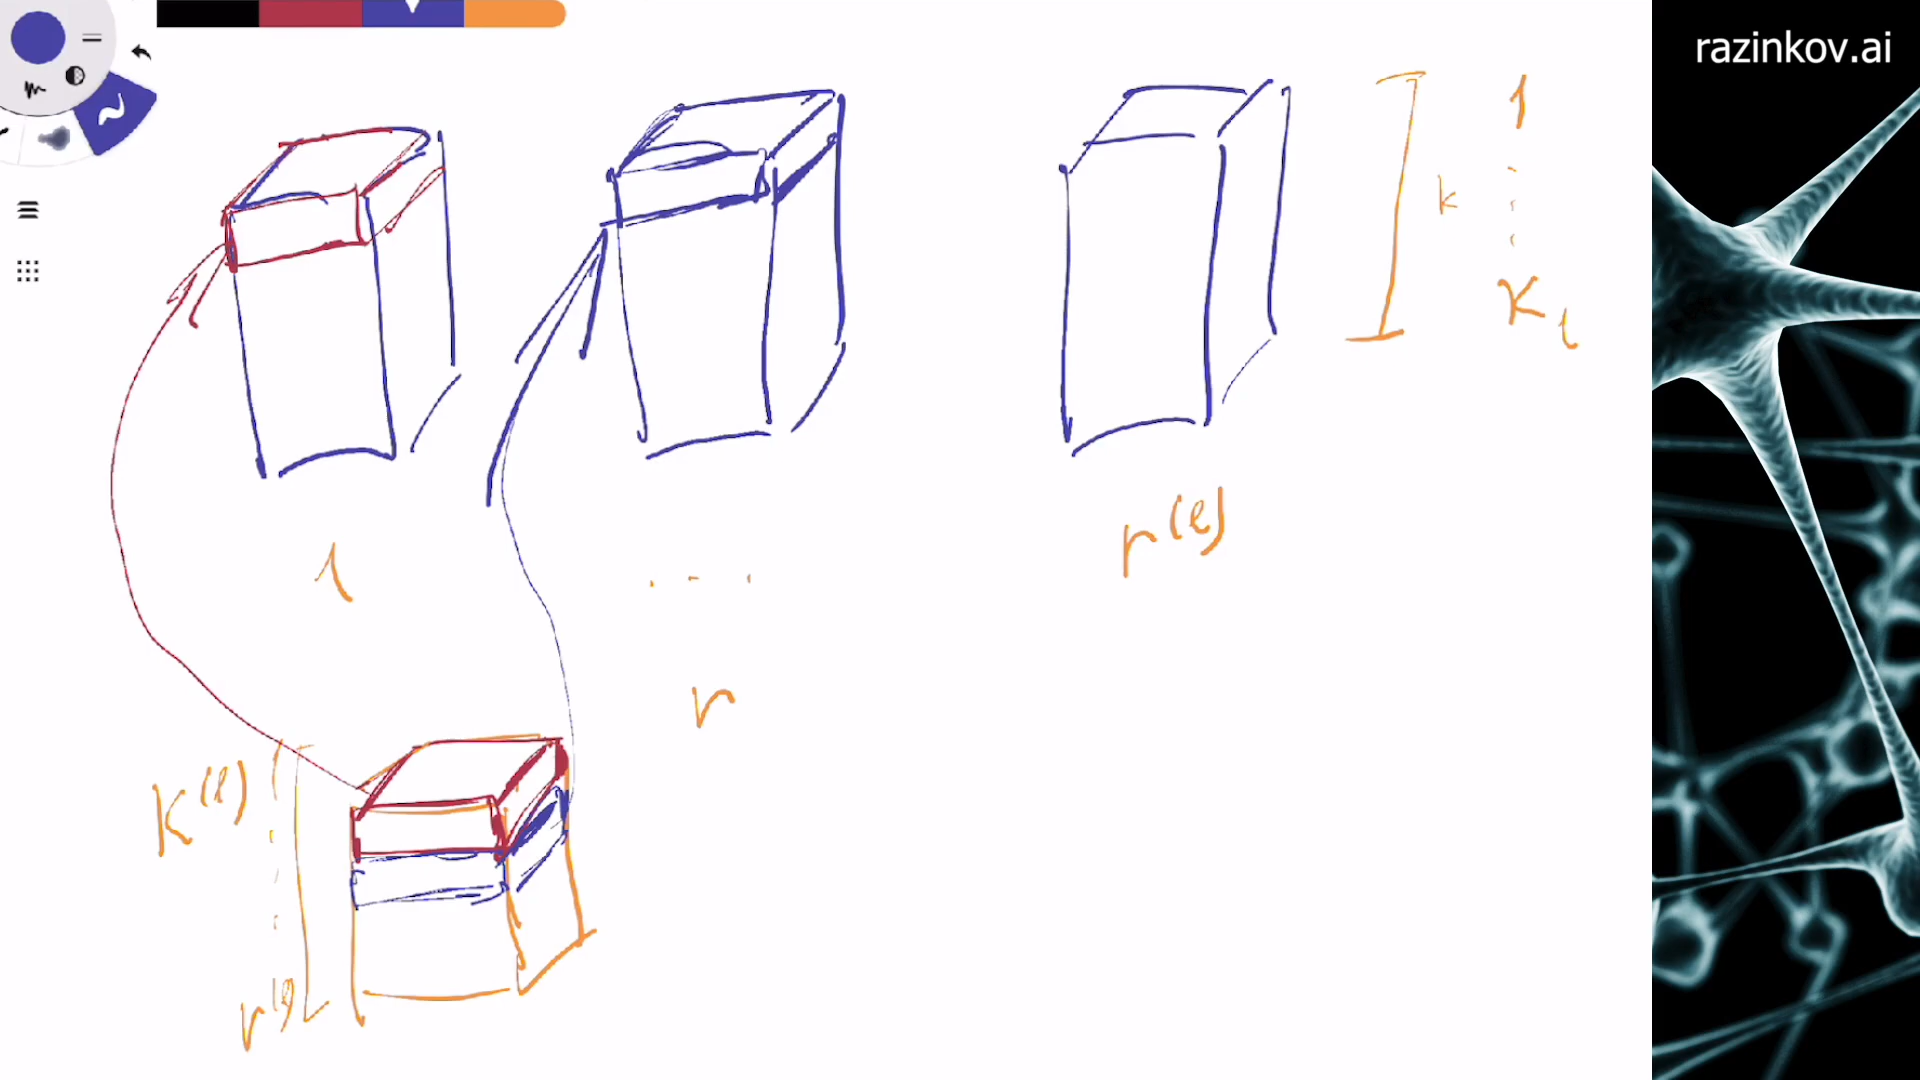 razinkov.ai
1
k
K_l
r^(l)
1 . . .
r
K^(l)
r^(l)